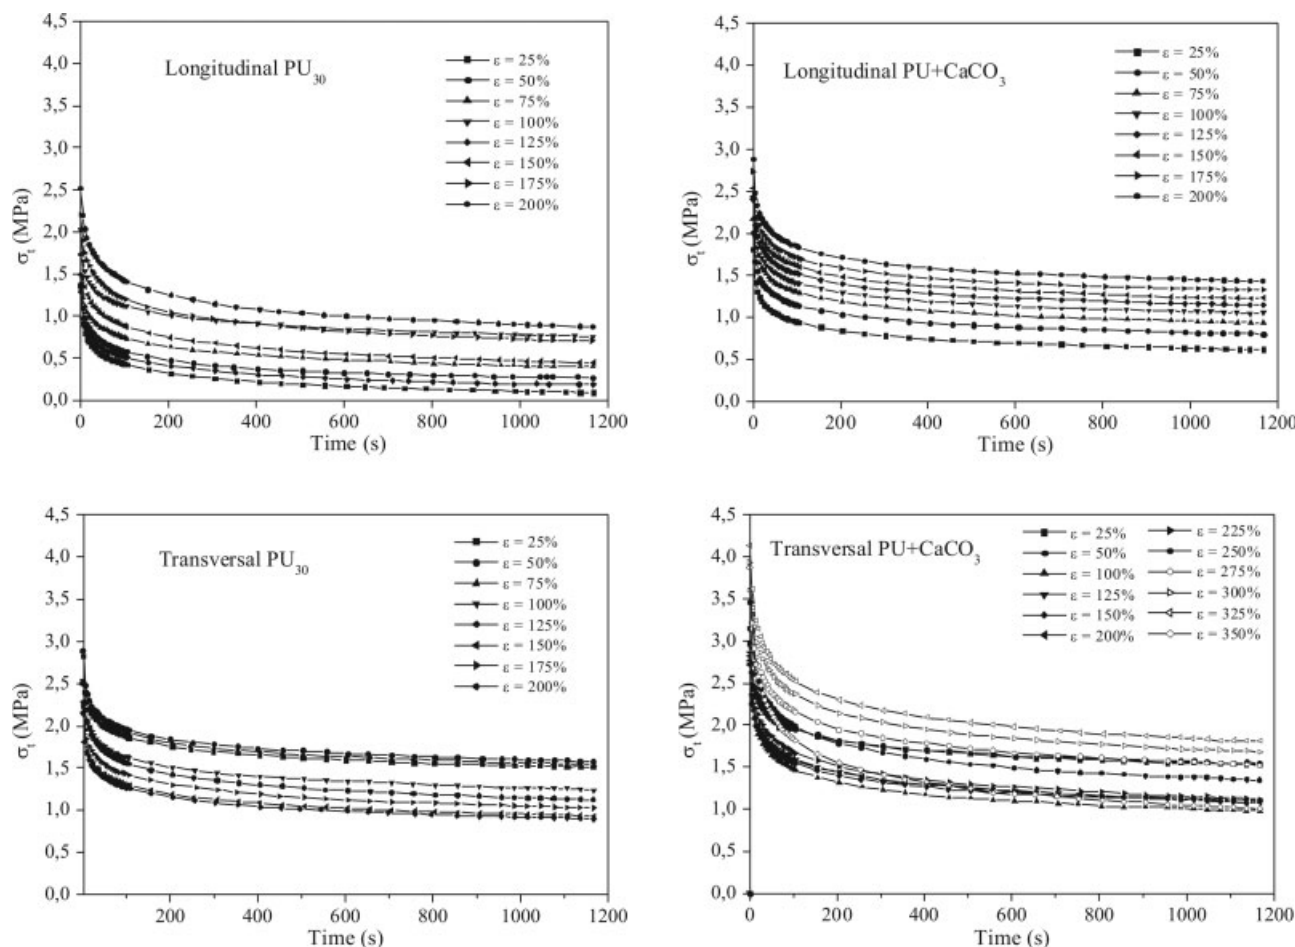 Longitudinal PU30
ε = 25%
ε = 50%
ε = 75%
ε = 100%
ε = 125%
ε = 150%
ε = 175%
ε = 200%
4,5
4,0
3,5
3,0
2,5
2,0
1,5
1,0
0,5
0,0
σt (MPa)
0 200 400 600 800 1000 1200
Time (s)
Longitudinal PU+CaCO3
ε = 25%
ε = 50%
ε = 75%
ε = 100%
ε = 125%
ε = 150%
ε = 175%
ε = 200%
4,5
4,0
3,5
3,0
2,5
2,0
1,5
1,0
0,5
0,0
σt (MPa)
0 200 400 600 800 1000 1200
Time (s)
Transversal PU30
ε = 25%
ε = 50%
ε = 75%
ε = 100%
ε = 125%
ε = 150%
ε = 175%
ε = 200%
4,5
4,0
3,5
3,0
2,5
2,0
1,5
1,0
0,5
0,0
σt (MPa)
200 400 600 800 1000 1200
Time (s)
Transversal PU+CaCO3
ε = 25%
ε = 50%
ε = 100%
ε = 125%
ε = 150%
ε = 200%
ε = 225%
ε = 250%
ε = 275%
ε = 300%
ε = 325%
ε = 350%
4,5
4,0
3,5
3,0
2,5
2,0
1,5
1,0
0,5
0,0
σt (MPa)
0 200 400 600 800 1000 1200
Time (s)